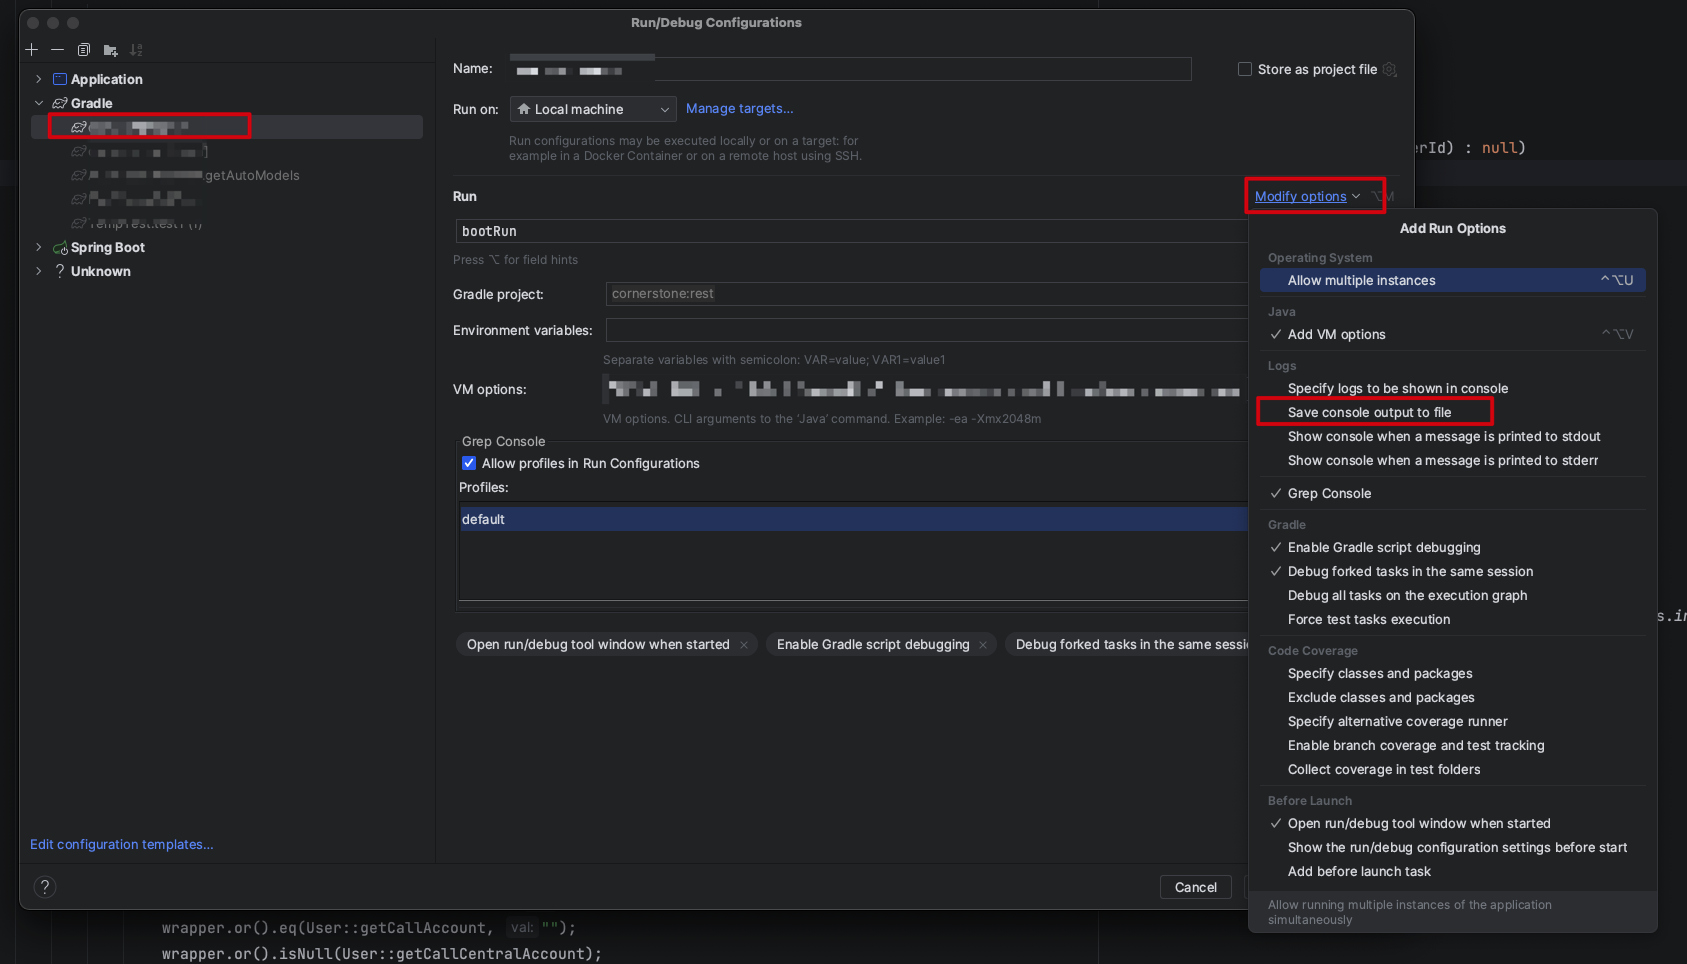 Run/Debug Configurations
Application
Gradle
.getAutoModels
Spring Boot
? Unknown
Edit configuration templates...
?
Name:
Store as project file
Run on:
Local machine
Manage targets...
Run configurations may be executed locally or on a target: for
example in a Docker Container or on a remote host using SSH.
Run
Modify options
bootRun
Press ⌥ for field hints
Gradle project:
cornerstone:rest
Environment variables:
Separate variables with semicolon: VAR=value; VAR1=value1
VM options:
VM options. CLI arguments to the 'Java' command. Example: -ea -Xmx2048m
Grep Console
Allow profiles in Run Configurations
Profiles:
default
Open run/debug tool window when started
Enable Gradle script debugging
Debug forked tasks in the same sessi
Cancel
Add Run Options
Operating System
Allow multiple instances ^⌥U
Java
Add VM options ^⌥V
Logs
Specify logs to be shown in console
Save console output to file
Show console when a message is printed to stdout
Show console when a message is printed to stderr
Grep Console
Gradle
Enable Gradle script debugging
Debug forked tasks in the same session
Debug all tasks on the execution graph
Force test tasks execution
Code Coverage
Specify classes and packages
Exclude classes and packages
Specify alternative coverage runner
Enable branch coverage and test tracking
Collect coverage in test folders
Before Launch
Open run/debug tool window when started
Show the run/debug configuration settings before start
Add before launch task
Allow running multiple instances of the application
simultaneously
erId) : null)
s.in
wrapper.or().eq(User::getCallAccount, val: "");
wrapper.or().isNull(User::getCallCentralAccount);